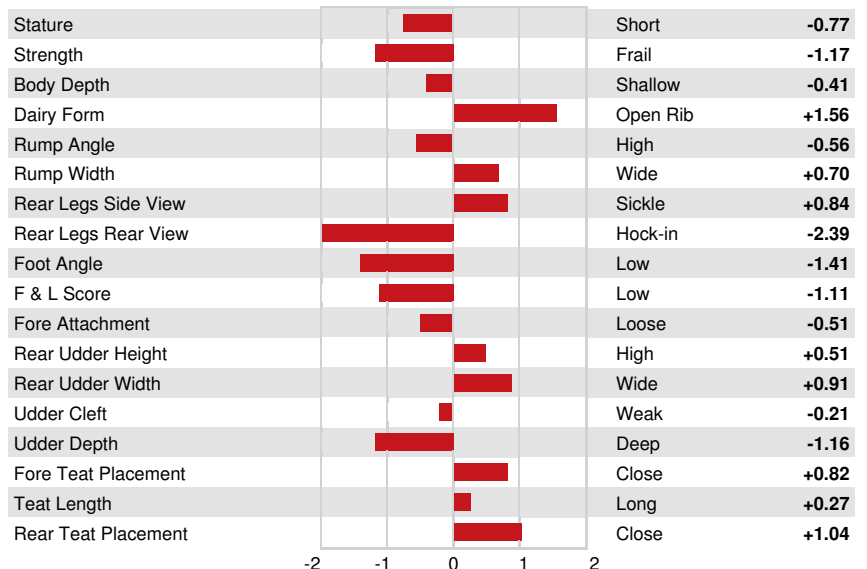 Stature Short -0.77
Strength Frail -1.17
Body Depth Shallow -0.41
Dairy Form Open Rib +1.56
Rump Angle High -0.56
Rump Width Wide +0.70
Rear Legs Side View Sickle +0.84
Rear Legs Rear View Hock-in -2.39
Foot Angle Low -1.41
F & L Score Low -1.11
Fore Attachment Loose -0.51
Rear Udder Height High +0.51
Rear Udder Width Wide +0.91
Udder Cleft Weak -0.21
Udder Depth Deep -1.16
Fore Teat Placement Close +0.82
Teat Length Long +0.27
Rear Teat Placement Close +1.04
-2 -1 0 1 2